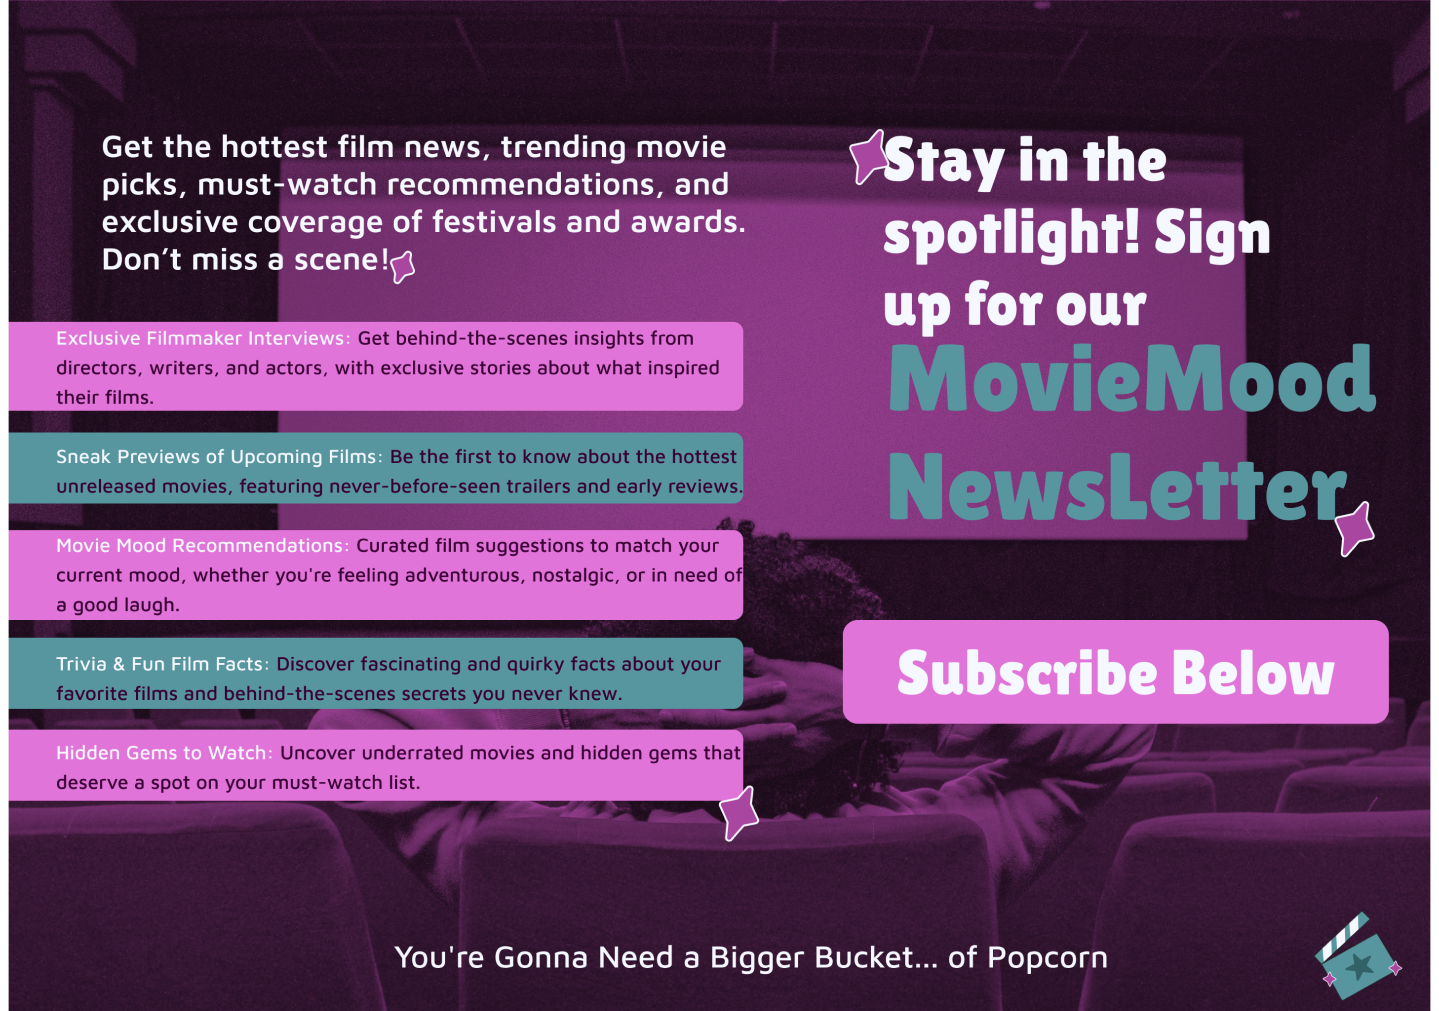 Get the hottest film news, trending movie
picks, must-watch recommendations, and
exclusive coverage of festivals and awards.
Don’t miss a scene!
Exclusive Filmmaker Interviews: Get behind-the-scenes insights from
directors, writers, and actors, with exclusive stories about what inspired
their films.
Sneak Previews of Upcoming Films: Be the first to know about the hottest
unreleased movies, featuring never-before-seen trailers and early reviews.
Movie Mood Recommendations: Curated film suggestions to match your
current mood, whether you're feeling adventurous, nostalgic, or in need of
a good laugh.
Trivia & Fun Film Facts: Discover fascinating and quirky facts about your
favorite films and behind-the-scenes secrets you never knew.
Hidden Gems to Watch: Uncover underrated movies and hidden gems that
deserve a spot on your must-watch list.
Stay in the
spotlight! Sign
up for our
MovieMood
NewsLetter
Subscribe Below
You're Gonna Need a Bigger Bucket... of Popcorn